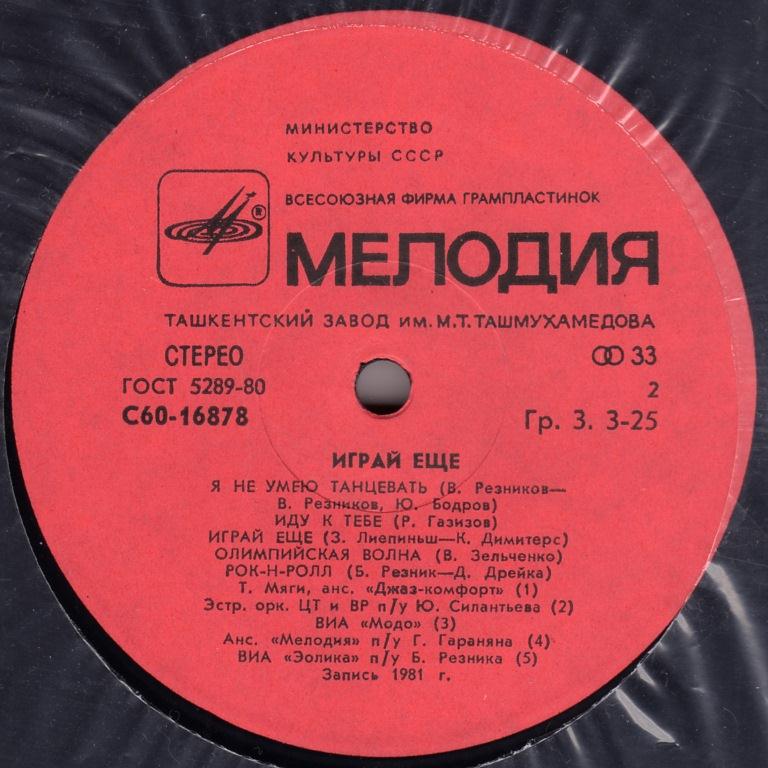 МИНИСТЕРСТВО
КУЛЬТУРЫ СССР
ВСЕСОЮЗНАЯ ФИРМА ГРАМПЛАСТИНОК
®
МЕЛОДИЯ
ТАШКЕНТСКИЙ ЗАВОД ИМ. М.Т. ТАШМУХАМЕДОВА
СТЕРЕО 33
ГОСТ 5289-80 2
С60-16878 Гр. 3. 3-25
ИГРАЙ ЕЩЕ
Я НЕ УМЕЮ ТАНЦЕВАТЬ (В. Резников—
В. Резников, Ю. Бодров)
ИДУ К ТЕБЕ (Р. Газизов)
ИГРАЙ ЕЩЕ (З. Лиепиньш—К. Димитерс)
ОЛИМПИЙСКАЯ ВОЛНА (В. Зельченко)
РОК-Н-РОЛЛ (Б. Резник—Д. Дрейка)
Т. Мяги, анс. «Джаз-комфорт» (1)
Эстр. орк. ЦТ и ВР п/у Ю. Силантьева (2)
ВИА «Модо» (3)
Анс. «Мелодия» п/у Г. Гараняна (4)
ВИА «Эолика» п/у Б. Резника (5)
Запись 1981 г.